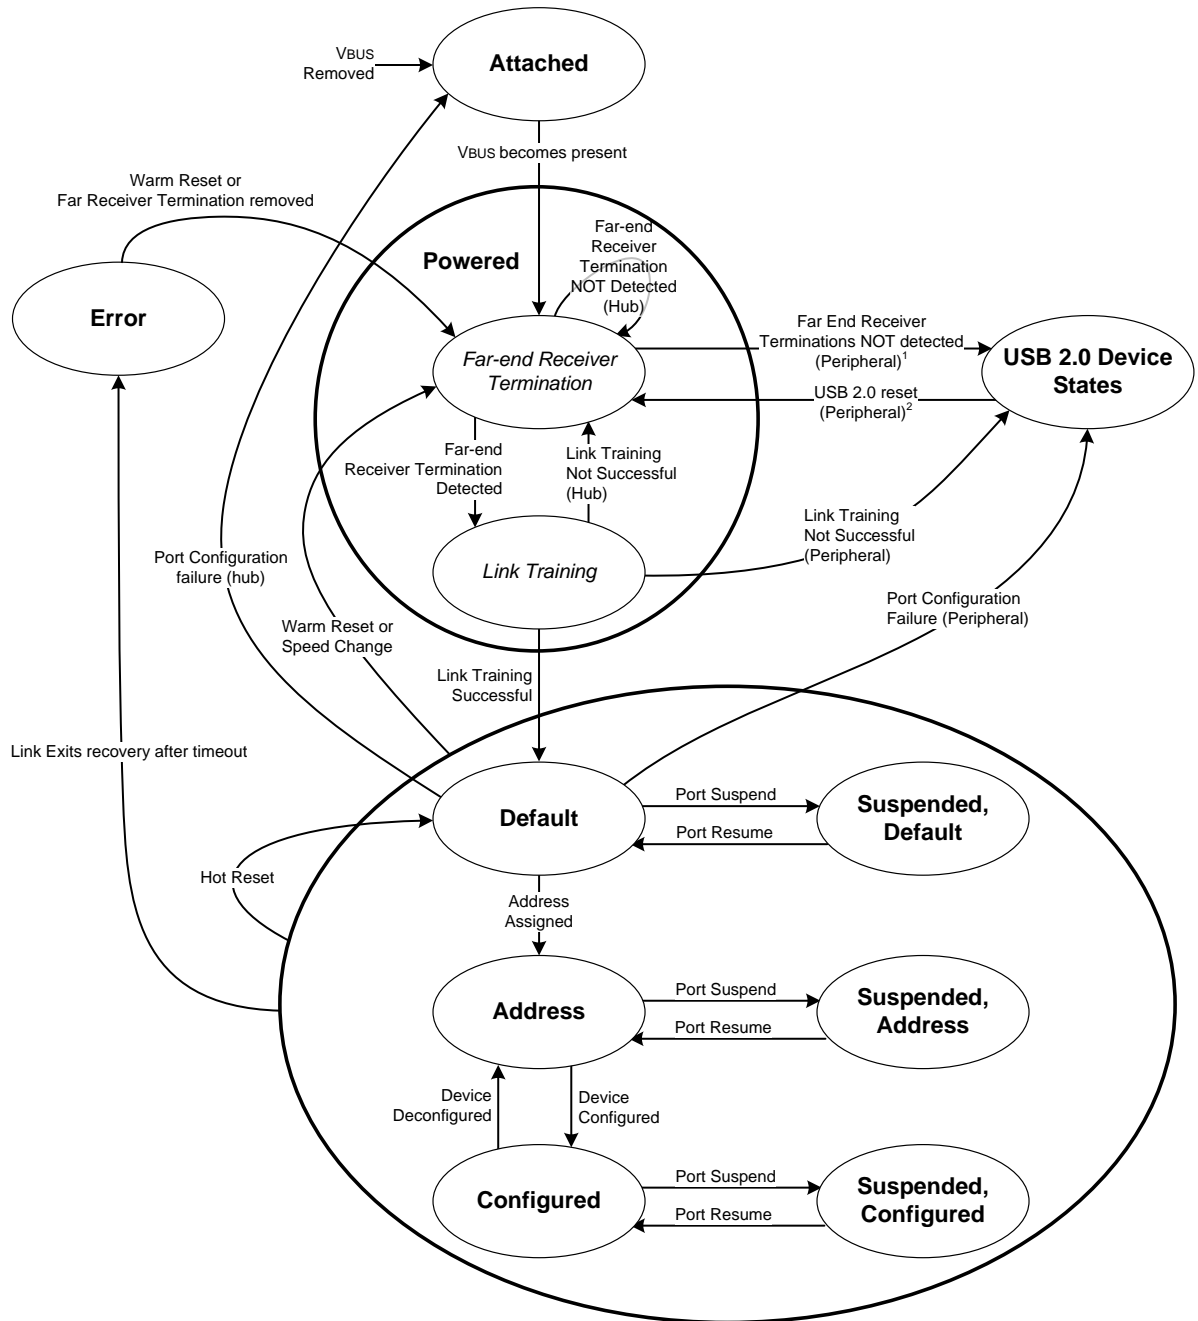 VBUS
Removed
Attached
VBUS becomes present
Warm Reset or
Far Receiver Termination removed
Error
Powered
Far-end
Receiver
Termination
NOT Detected
(Hub)
Far-end Receiver
Termination
Far End Receiver
Terminations NOT detected
(Peripheral)1
USB 2.0 reset
(Peripheral)2
USB 2.0 Device
States
Far-end
Receiver Termination
Detected
Link Training
Not Successful
(Hub)
Link Training
Link Training
Not Successful
(Peripheral)
Port Configuration
failure (hub)
Port Configuration
Failure (Peripheral)
Warm Reset or
Speed Change
Link Training
Successful
Link Exits recovery after timeout
Default
Port Suspend
Port Resume
Suspended,
Default
Hot Reset
Address
Assigned
Address
Port Suspend
Port Resume
Suspended,
Address
Device
Deconfigured
Device
Configured
Configured
Port Suspend
Port Resume
Suspended,
Configured